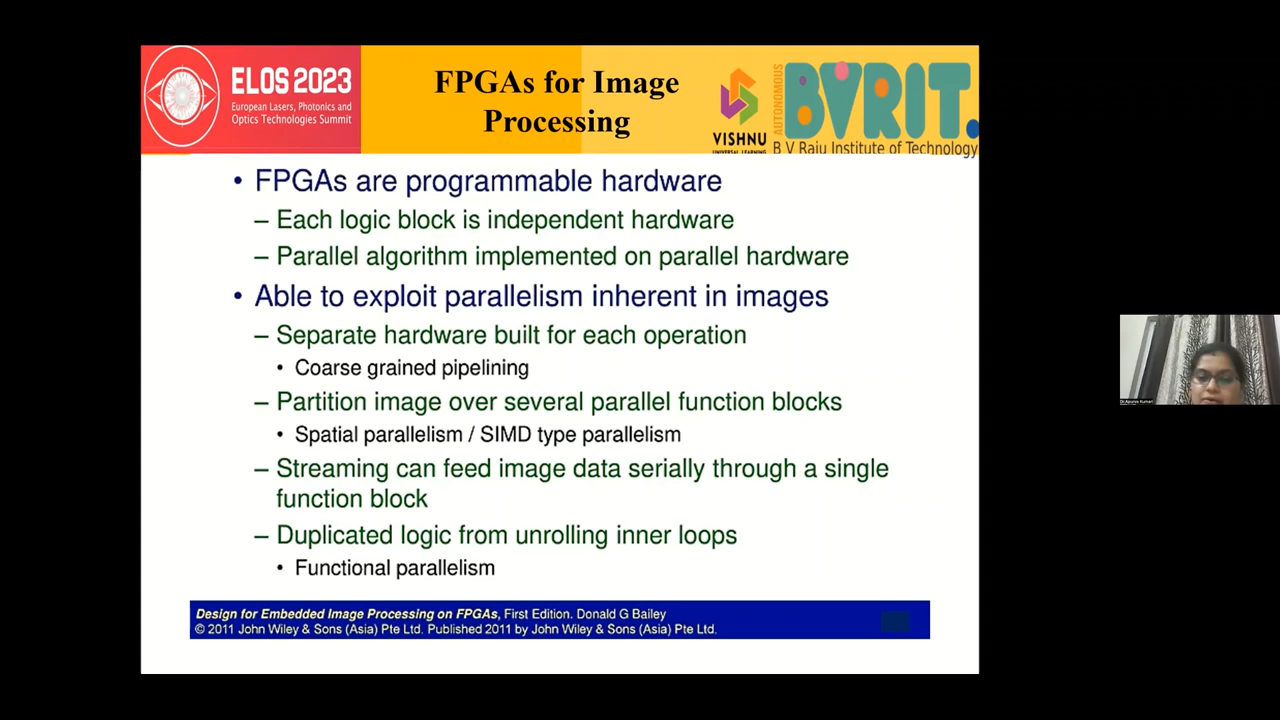 ELOS 2023
European Lasers, Photonics and
Optics Technologies Summit
FPGAs for Image
Processing
VISHNU
UNIVERSAL LEARNING
AUTONOMOUS
BVRIT.
B V Raju Institute of Technology
• FPGAs are programmable hardware
– Each logic block is independent hardware
– Parallel algorithm implemented on parallel hardware
• Able to exploit parallelism inherent in images
– Separate hardware built for each operation
• Coarse grained pipelining
– Partition image over several parallel function blocks
• Spatial parallelism / SIMD type parallelism
– Streaming can feed image data serially through a single
function block
– Duplicated logic from unrolling inner loops
• Functional parallelism
Design for Embedded Image Processing on FPGAs, First Edition. Donald G Bailey
© 2011 John Wiley & Sons (Asia) Pte Ltd. Published 2011 by John Wiley & Sons (Asia) Pte Ltd.